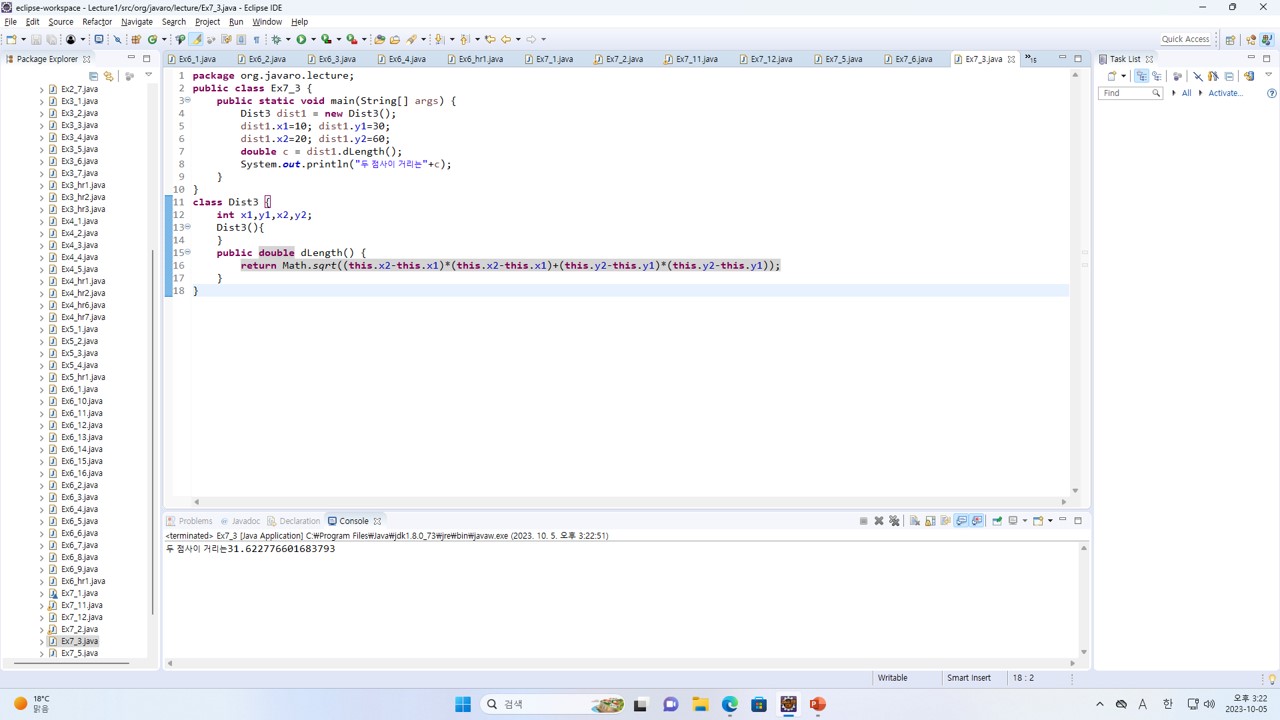 eclipse-workspace - Lecture1/src/org/javaro/lecture/Ex7_3.java - Eclipse IDE
File Edit Source Refactor Navigate Search Project Run Window Help
Quick Access
Package Explorer
Ex2_7.java
Ex3_1.java
Ex3_2.java
Ex3_3.java
Ex3_4.java
Ex3_5.java
Ex3_6.java
Ex3_7.java
Ex3_hr1.java
Ex3_hr2.java
Ex3_hr3.java
Ex4_1.java
Ex4_2.java
Ex4_3.java
Ex4_4.java
Ex4_5.java
Ex4_hr1.java
Ex4_hr2.java
Ex4_hr6.java
Ex4_hr7.java
Ex5_1.java
Ex5_2.java
Ex5_3.java
Ex5_4.java
Ex5_hr1.java
Ex6_1.java
Ex6_10.java
Ex6_11.java
Ex6_12.java
Ex6_13.java
Ex6_14.java
Ex6_15.java
Ex6_16.java
Ex6_2.java
Ex6_3.java
Ex6_4.java
Ex6_5.java
Ex6_6.java
Ex6_7.java
Ex6_8.java
Ex6_9.java
Ex6_hr1.java
Ex7_1.java
Ex7_11.java
Ex7_12.java
Ex7_2.java
Ex7_3.java
Ex7_5.java
Ex6_1.java Ex6_2.java Ex6_3.java Ex6_4.java Ex6_hr1.java Ex7_1.java Ex7_2.java Ex7_11.java Ex7_12.java Ex7_5.java Ex7_6.java Ex7_3.java »15
1 package org.javaro.lecture;
2 public class Ex7_3 {
3 public static void main(String[] args) {
4 Dist3 dist1 = new Dist3();
5 dist1.x1=10; dist1.y1=30;
6 dist1.x2=20; dist1.y2=60;
7 double c = dist1.dLength();
8 System.out.println("두 점사이 거리는"+c);
9 }
10 }
11 class Dist3 {
12 int x1,y1,x2,y2;
13 Dist3(){
14 }
15 public double dLength() {
16 return Math.sqrt((this.x2-this.x1)*(this.x2-this.x1)+(this.y2-this.y1)*(this.y2-this.y1));
17 }
18 }
Task List
Find All Activate...
Problems Javadoc Declaration Console
<terminated> Ex7_3 [Java Application] C:₩Program Files₩Java₩jdk1.8.0_73₩jre₩bin₩javaw.exe (2023. 10. 5. 오후 3:22:51)
두 점사이 거리는31.622776601683793
Writable Smart Insert 18 : 2
18℃
맑음
검색
A 한
오후 3:22
2023-10-05